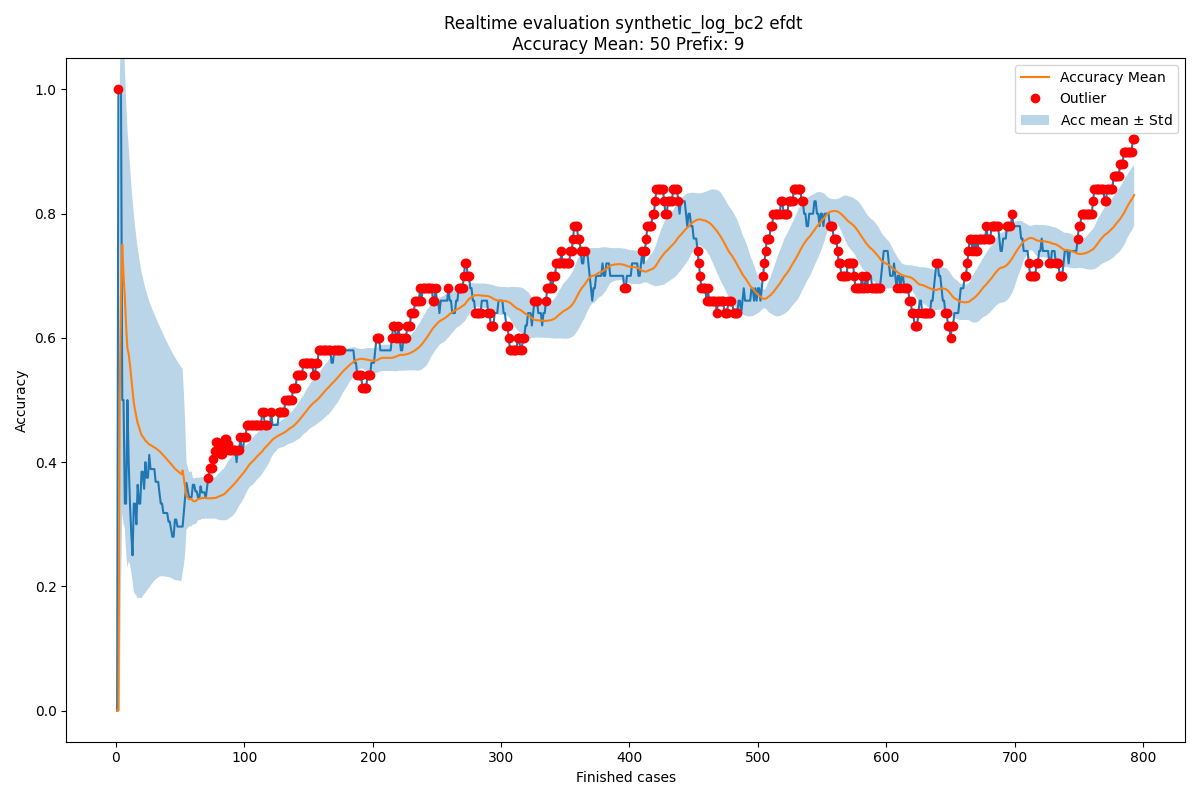 Realtime evaluation synthetic_log_bc2 efdt
Accuracy Mean: 50 Prefix: 9
Accuracy Mean
Outlier
Acc mean ± Std
1.0
0.8
0.6
0.4
0.2
0.0
Accuracy
0 100 200 300 400 500 600 700 800
Finished cases